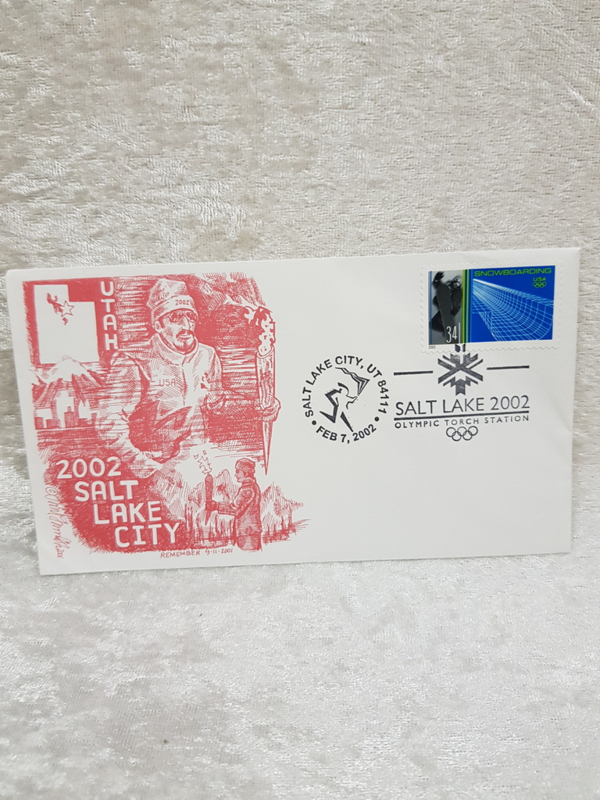 UTAH
2002
USA
2002
SALT
LAKE
CITY
REMEMBER 9-11-2001
SNOWBOARDING
USA
34
SALT LAKE CITY, UT 84111
• FEB 7, 2002 •
SALT LAKE 2002
OLYMPIC TORCH STATION